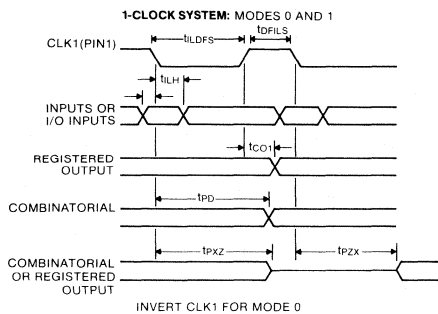 1-CLOCK SYSTEM: MODES 0 AND 1
tILDFS
tDFILS
CLK1(PIN1)
tILH
INPUTS OR
I/O INPUTS
tCO1
REGISTERED
OUTPUT
tPD
COMBINATORIAL
tPXZ
tPZX
COMBINATORIAL
OR REGISTERED
OUTPUT
INVERT CLK1 FOR MODE 0